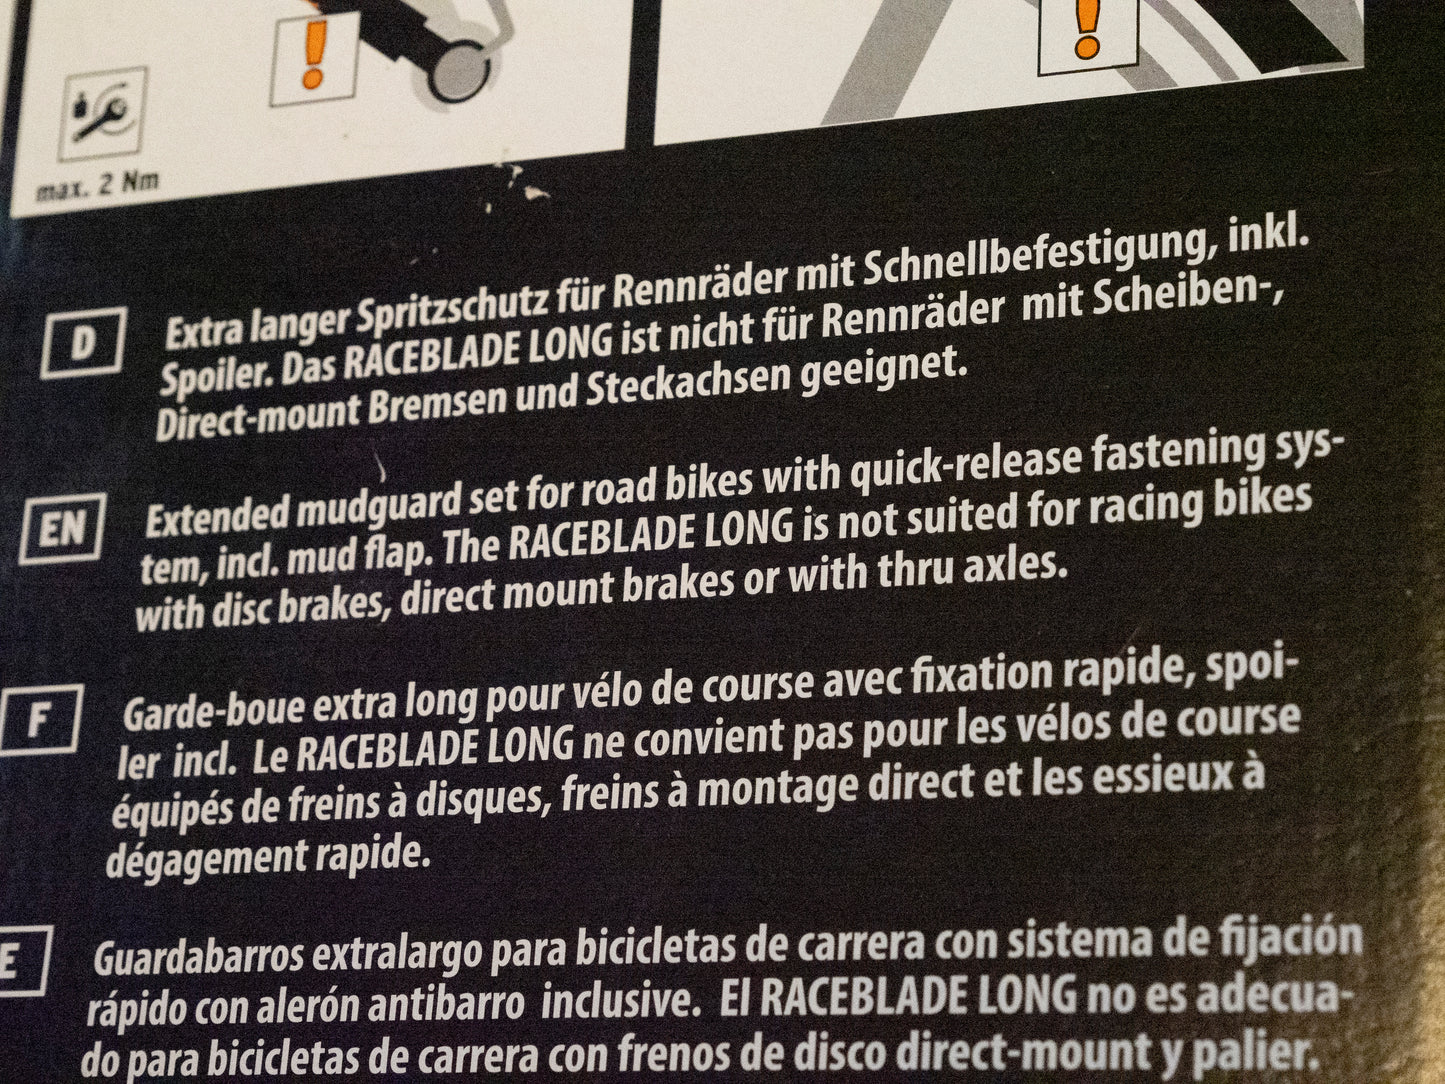 max. 2 Nm
D
Extra langer Spritzschutz für Rennräder mit Schnellbefestigung, inkl.
Spoiler. Das RACEBLADE LONG ist nicht für Rennräder mit Scheiben-,
Direct-mount Bremsen und Steckachsen geeignet.
EN
Extended mudguard set for road bikes with quick-release fastening sys-
tem, incl. mud flap. The RACEBLADE LONG is not suited for racing bikes
with disc brakes, direct mount brakes or with thru axles.
F
Garde-boue extra long pour vélo de course avec fixation rapide, spoi-
ler incl. Le RACEBLADE LONG ne convient pas pour les vélos de course
équipés de freins à disques, freins à montage direct et les essieux à
dégagement rapide.
E
Guardabarros extralargo para bicicletas de carrera con sistema de fijación
rápido con alerón antibarro inclusive. El RACEBLADE LONG no es adecua-
do para bicicletas de carrera con frenos de disco direct-mount y palier.